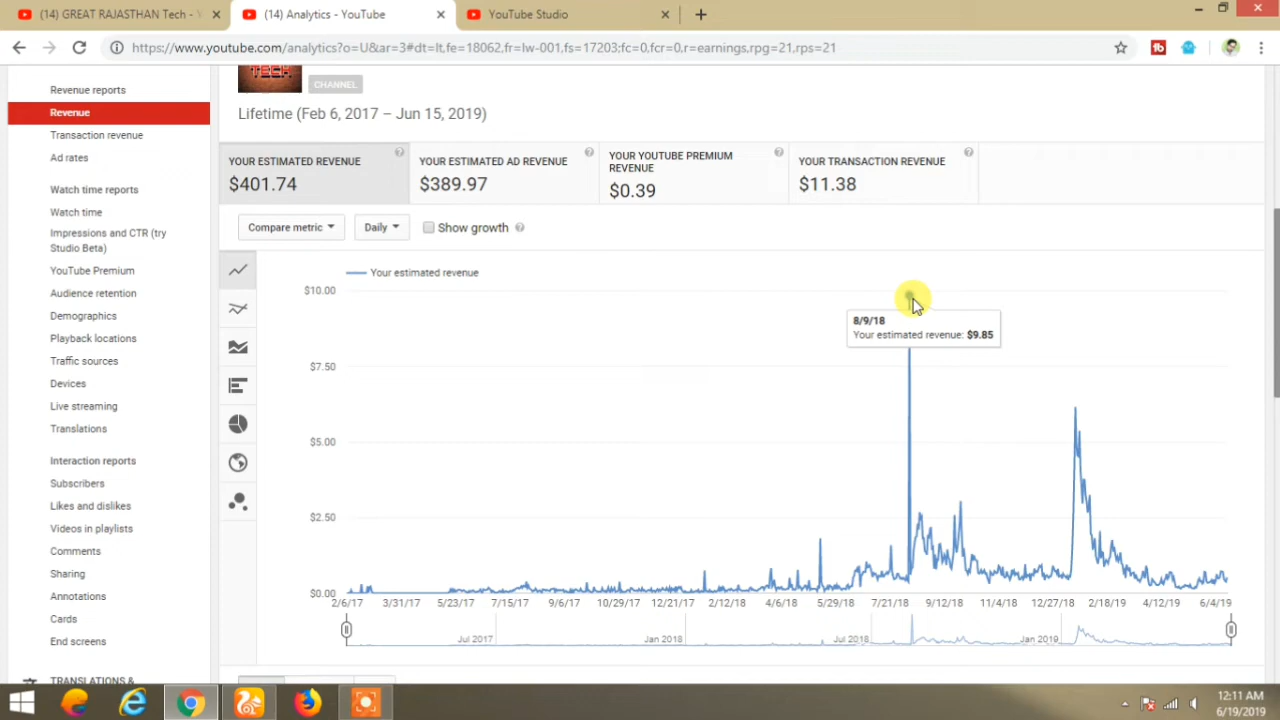 (14) GREAT RAJASTHAN Tech - Y
(14) Analytics - YouTube
YouTube Studio
https://www.youtube.com/analytics?o=U&ar=3#dt=lt,fe=18062,fr=lw-001,fs=17203;fc=0,fcr=0,r=earnings,rpg=21,rps=21
Revenue reports
Revenue
Transaction revenue
Ad rates
Watch time reports
Watch time
Impressions and CTR (try
Studio Beta)
YouTube Premium
Audience retention
Demographics
Playback locations
Traffic sources
Devices
Live streaming
Translations
Interaction reports
Subscribers
Likes and dislikes
Videos in playlists
Comments
Sharing
Annotations
Cards
End screens
TRANSLATIONS &
TECH
CHANNEL
Lifetime (Feb 6, 2017 – Jun 15, 2019)
YOUR ESTIMATED REVENUE
$401.74
YOUR ESTIMATED AD REVENUE
$389.97
YOUR YOUTUBE PREMIUM
REVENUE
$0.39
YOUR TRANSACTION REVENUE
$11.38
Compare metric
Daily
Show growth
Your estimated revenue
$10.00
$7.50
$5.00
$2.50
$0.00
8/9/18
Your estimated revenue: $9.85
2/6/17 3/31/17 5/23/17 7/15/17 9/6/17 10/29/17 12/21/17 2/12/18 4/6/18 5/29/18 7/21/18 9/12/18 11/4/18 12/27/18 2/18/19 4/12/19 6/4/19
Jul 2017 Jan 2018 Jul 2018 Jan 2019
12:11 AM
6/19/2019